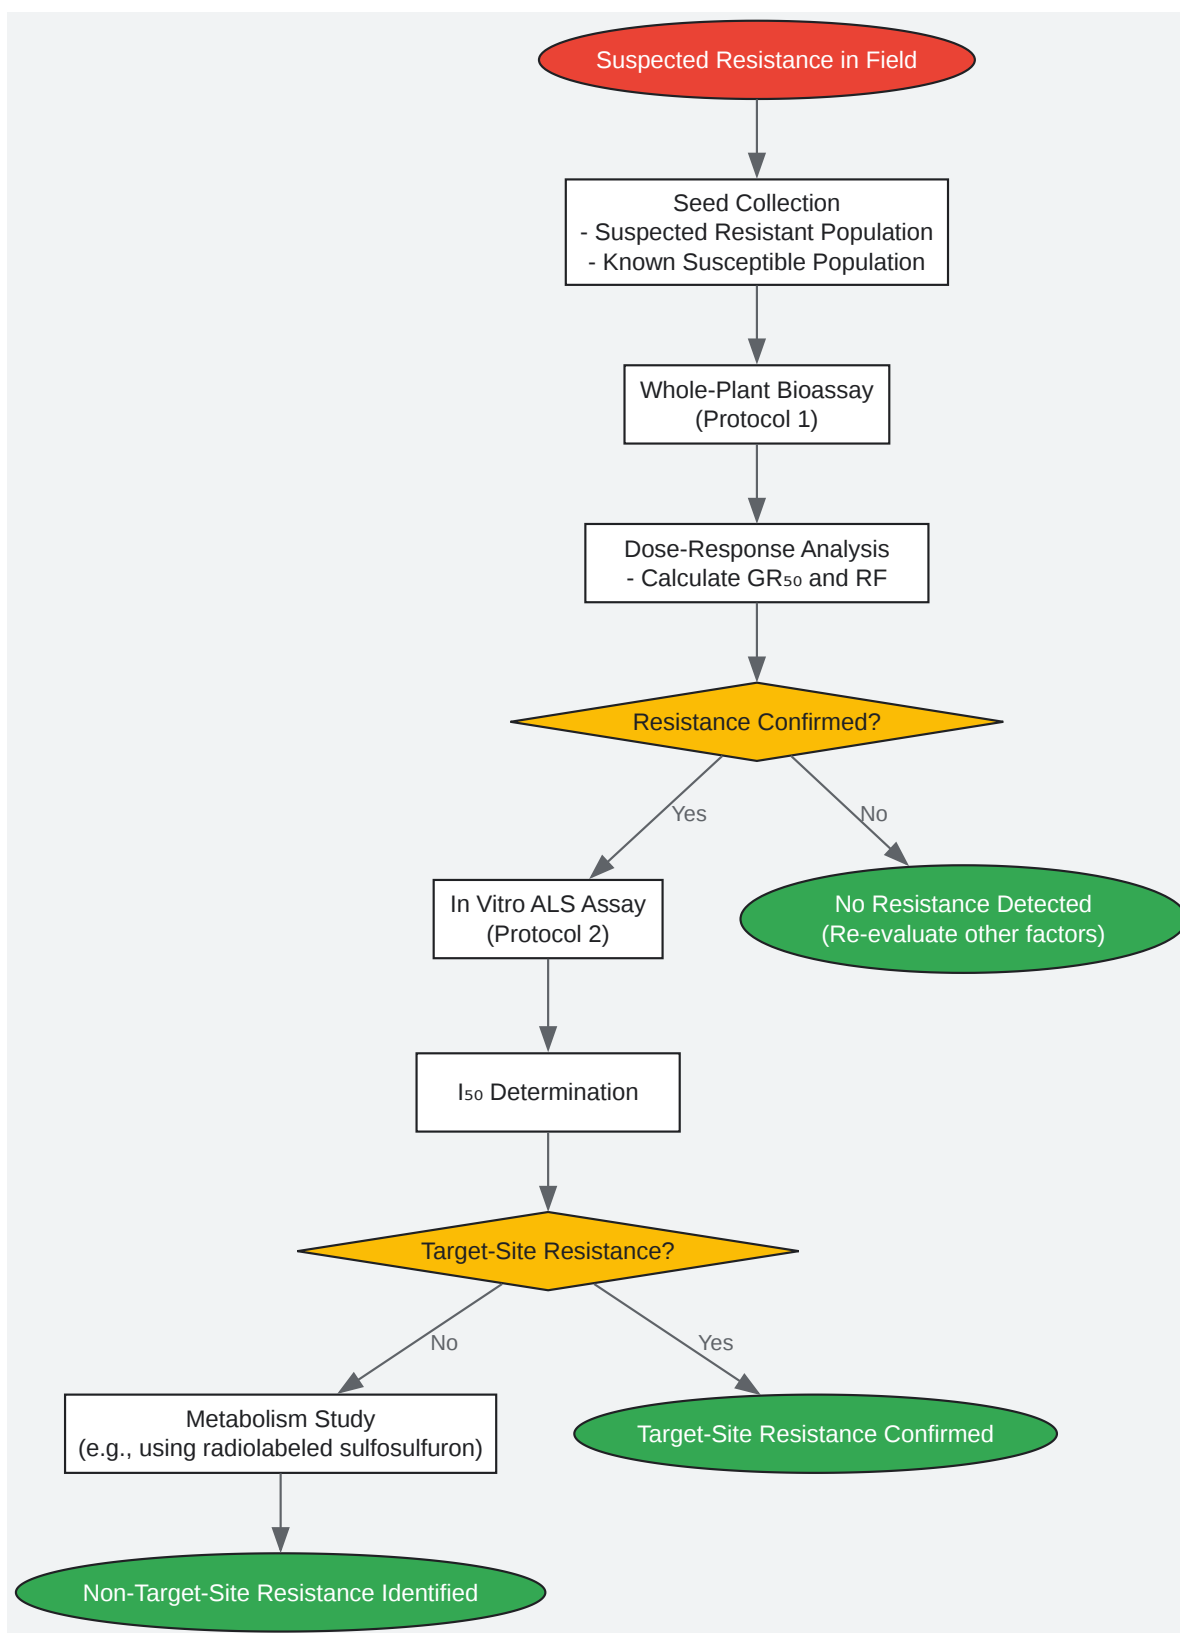 Suspected Resistance in Field
Seed Collection
- Suspected Resistant Population
- Known Susceptible Population
Whole-Plant Bioassay
(Protocol 1)
Dose-Response Analysis
- Calculate GR₅₀ and RF
Resistance Confirmed?
Yes
No
In Vitro ALS Assay
(Protocol 2)
No Resistance Detected
(Re-evaluate other factors)
I₅₀ Determination
Target-Site Resistance?
No
Yes
Metabolism Study
(e.g., using radiolabeled sulfosulfuron)
Target-Site Resistance Confirmed
Non-Target-Site Resistance Identified